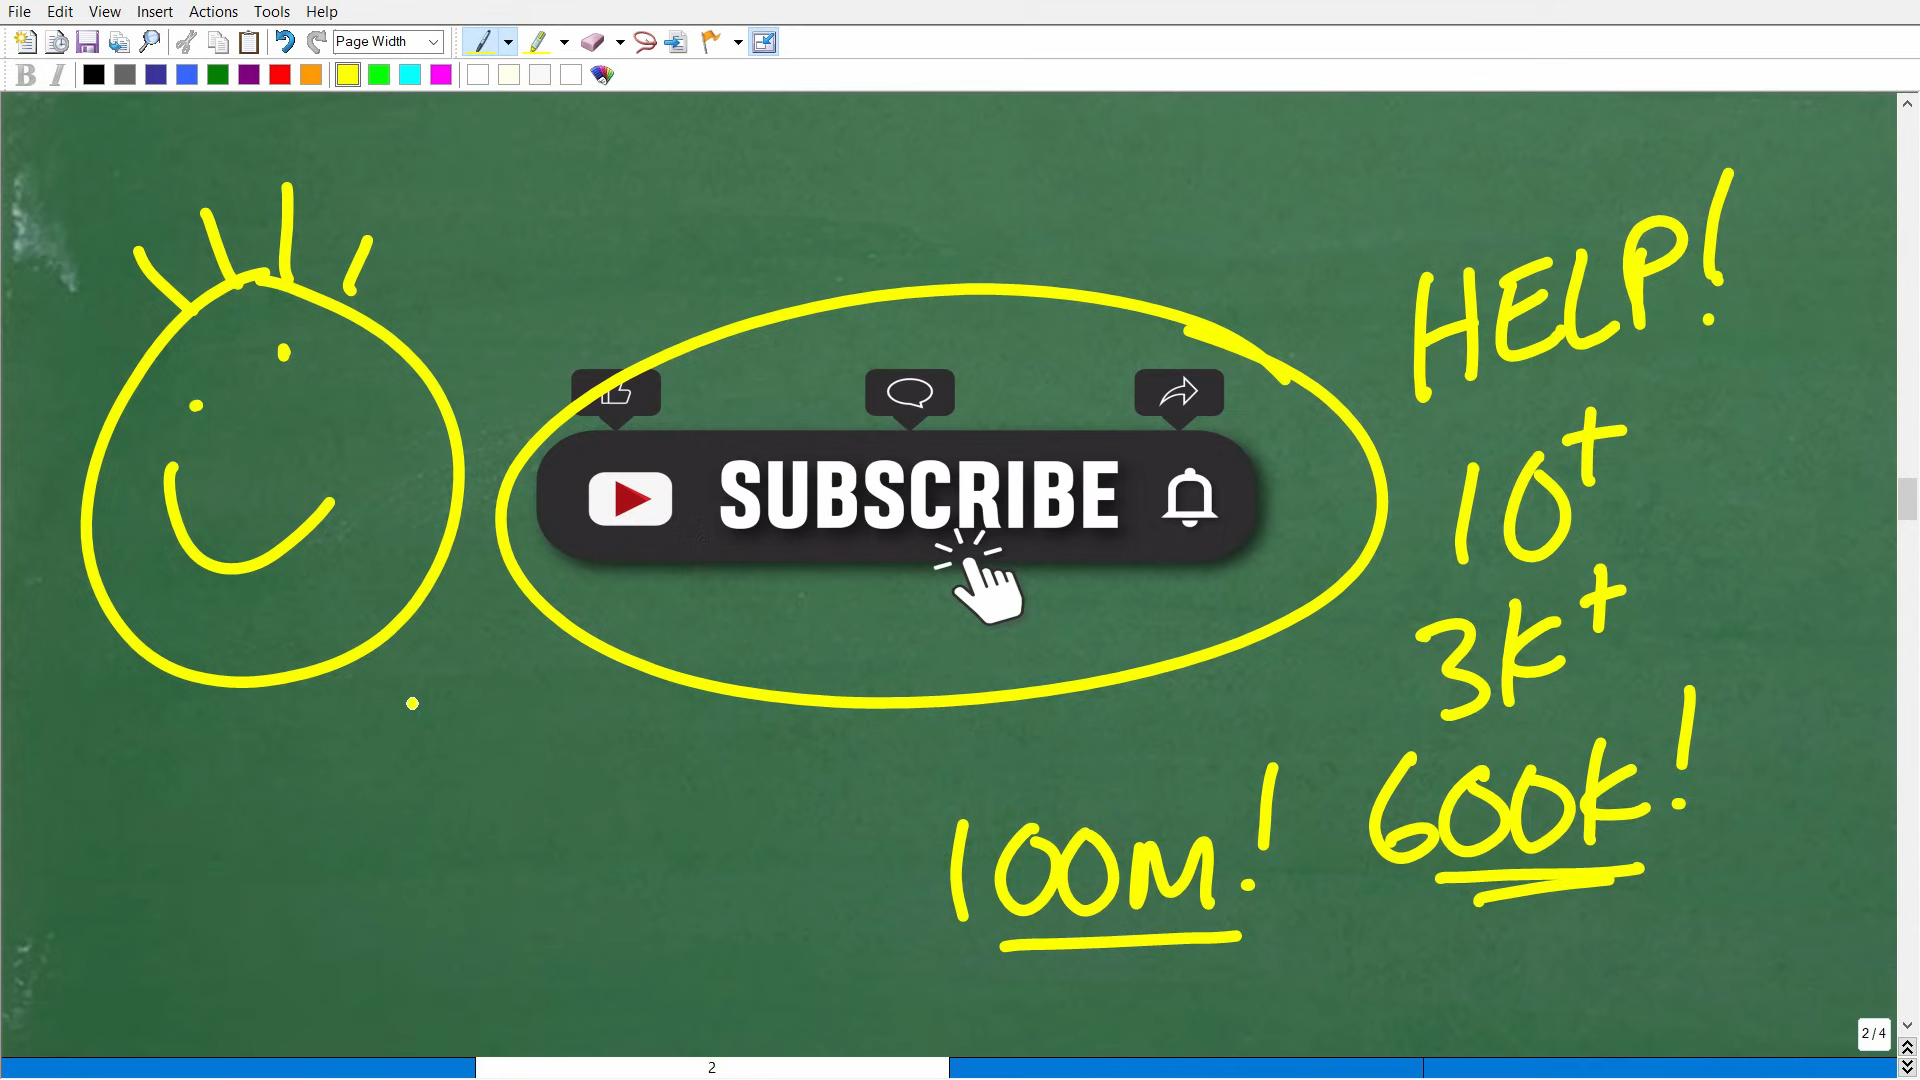 File Edit View Insert Actions Tools Help
Page Width
B I
HELP!
SUBSCRIBE
10+
3K+
600K!
100M!
2 / 4
2